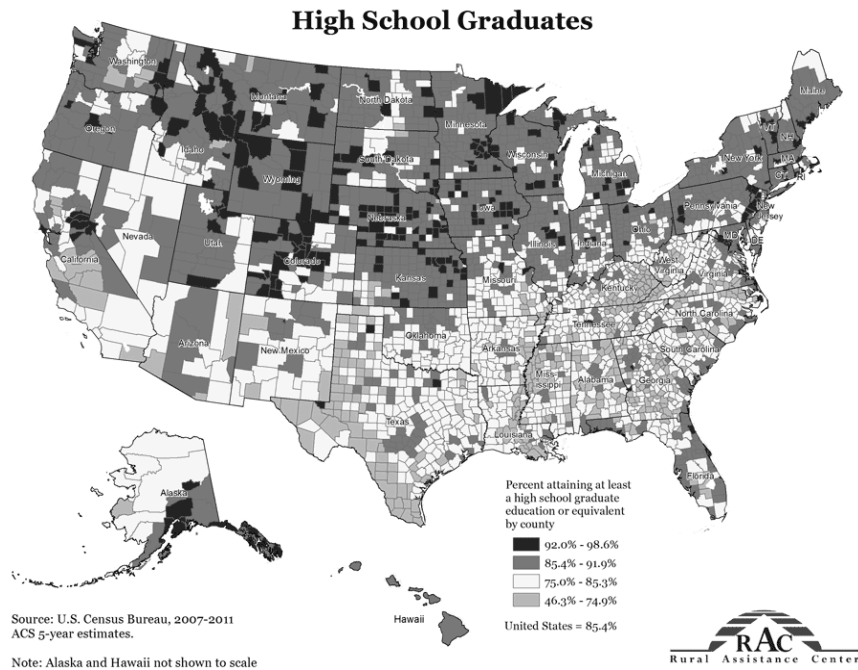 High School Graduates
Washington
Montana
North Dakota
Minnesota
Maine
Oregon
Idaho
South Dakota
Wisconsin
Michigan
New York
VT
NH
MA
CT
RI
Wyoming
Nebraska
Iowa
Pennsylvania
New
Jersey
Nevada
Utah
Colorado
Illinois
Indiana
Ohio
MD
DE
California
Kansas
Missouri
West
Virginia
Virginia
Kentucky
Arizona
New Mexico
Oklahoma
Arkansas
Tennessee
North Carolina
South Carolina
Texas
Louisiana
Miss-
issippi
Alabama
Georgia
Florida
Alaska
Hawaii
Percent attaining at least
a high school graduate
education or equivalent
by county
92.0% - 98.6%
85.4% - 91.9%
75.0% - 85.3%
46.3% - 74.9%
United States = 85.4%
Source: U.S. Census Bureau, 2007-2011
ACS 5-year estimates.
Note: Alaska and Hawaii not shown to scale
RAC
Rural Assistance Center